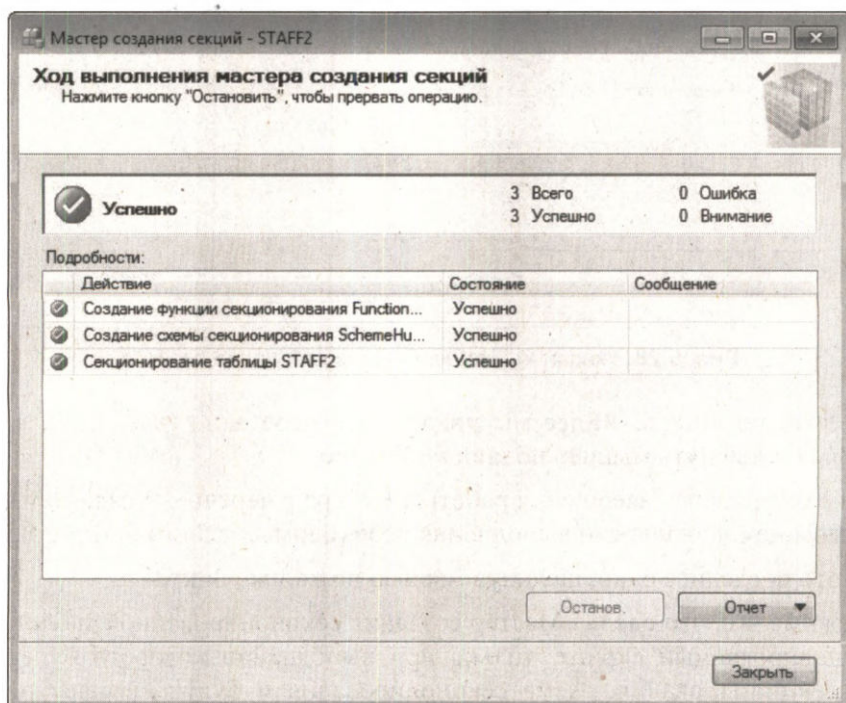 Мастер создания секций - STAFF2
Ход выполнения мастера создания секций
Нажмите кнопку "Остановить", чтобы прервать операцию.
Успешно
3 Всего 0 Ошибка
3 Успешно 0 Внимание
Подробности:
Действие Состояние Сообщение
Создание функции секционирования Function... Успешно
Создание схемы секционирования SchemeHu... Успешно
Секционирование таблицы STAFF2 Успешно
Останов. Отчет
Закрыть